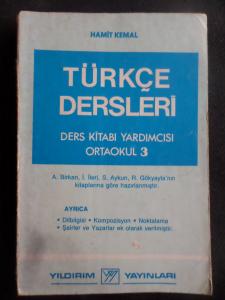 HAMİT KEMAL
TÜRKÇE
DERSLERİ
DERS KİTABI YARDIMCISI
ORTAOKUL 3
A. Birkan, İ. İleri, S. Aykun, R. Gökyayla'nın
kitaplarına göre hazırlanmıştır.
AYRICA
• Dilbilgisi • Kompozisyon • Noktalama
• Şairler ve Yazarlar ek olarak verilmiştir.
YILDIRIM YAYINLARI